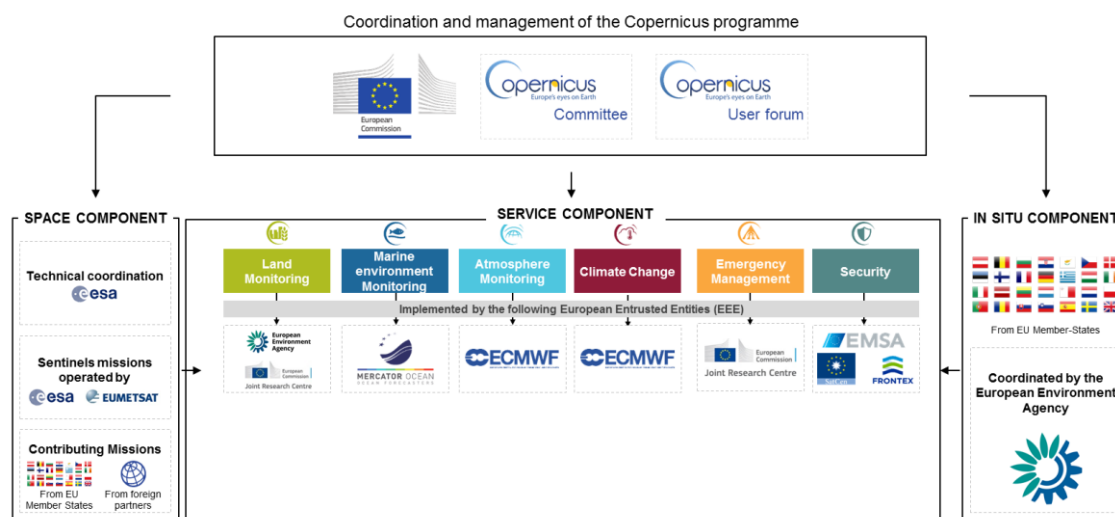 Coordination and management of the Copernicus programme
European
Commission
opernicus
Europe's eyes on Earth
Committee
opernicus
Europe's eyes on Earth
User forum
SPACE COMPONENT
Technical coordination
esa
Sentinels missions
operated by
esa
EUMETSAT
Contributing Missions
From EU
Member States
From foreign
partners
SERVICE COMPONENT
Land
Monitoring
Marine
environment
Monitoring
Atmosphere
Monitoring
Climate Change
Emergency
Management
Security
Implemented by the following European Entrusted Entities (EEE)
European
Environment
Agency
European
Commission
Joint Research Centre
MERCATOR OCEAN
OCEAN FORECASTERS
ECMWF
ECMWF
European
Commission
Joint Research Centre
EMSA
FRONTEX
IN SITU COMPONENT
From EU Member-States
Coordinated by the
European Environment
Agency